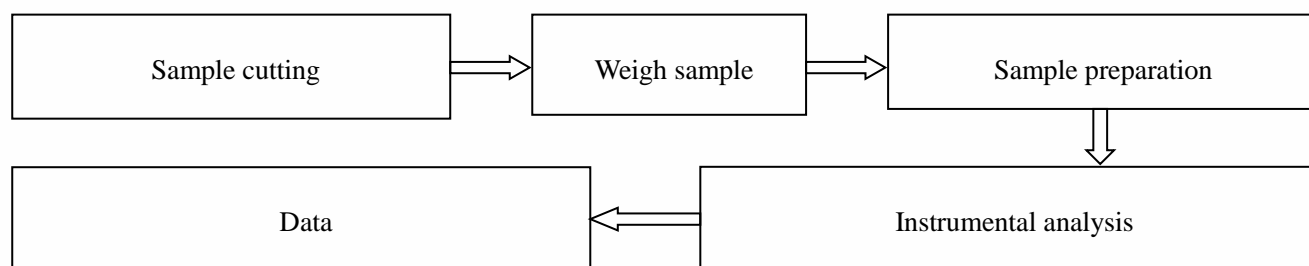 Sample cutting
Weigh sample
Sample preparation
Instrumental analysis
Data